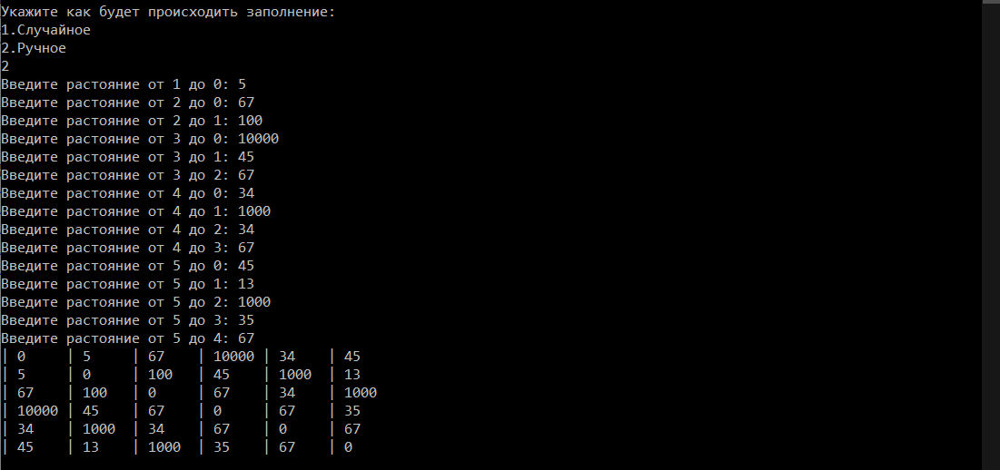 Укажите как будет происходить заполнение:
1.Случайное
2.Ручное
2
Введите растояние от 1 до 0: 5
Введите растояние от 2 до 0: 67
Введите растояние от 2 до 1: 100
Введите растояние от 3 до 0: 10000
Введите растояние от 3 до 1: 45
Введите растояние от 3 до 2: 67
Введите растояние от 4 до 0: 34
Введите растояние от 4 до 1: 1000
Введите растояние от 4 до 2: 34
Введите растояние от 4 до 3: 67
Введите растояние от 5 до 0: 45
Введите растояние от 5 до 1: 13
Введите растояние от 5 до 2: 1000
Введите растояние от 5 до 3: 35
Введите растояние от 5 до 4: 67
| 0     | 5     | 67    | 10000 | 34    | 45
| 5     | 0     | 100   | 45    | 1000  | 13
| 67    | 100   | 0     | 67    | 34    | 1000
| 10000 | 45    | 67    | 0     | 67    | 35
| 34    | 1000  | 34    | 67    | 0     | 67
| 45    | 13    | 1000  | 35    | 67    | 0